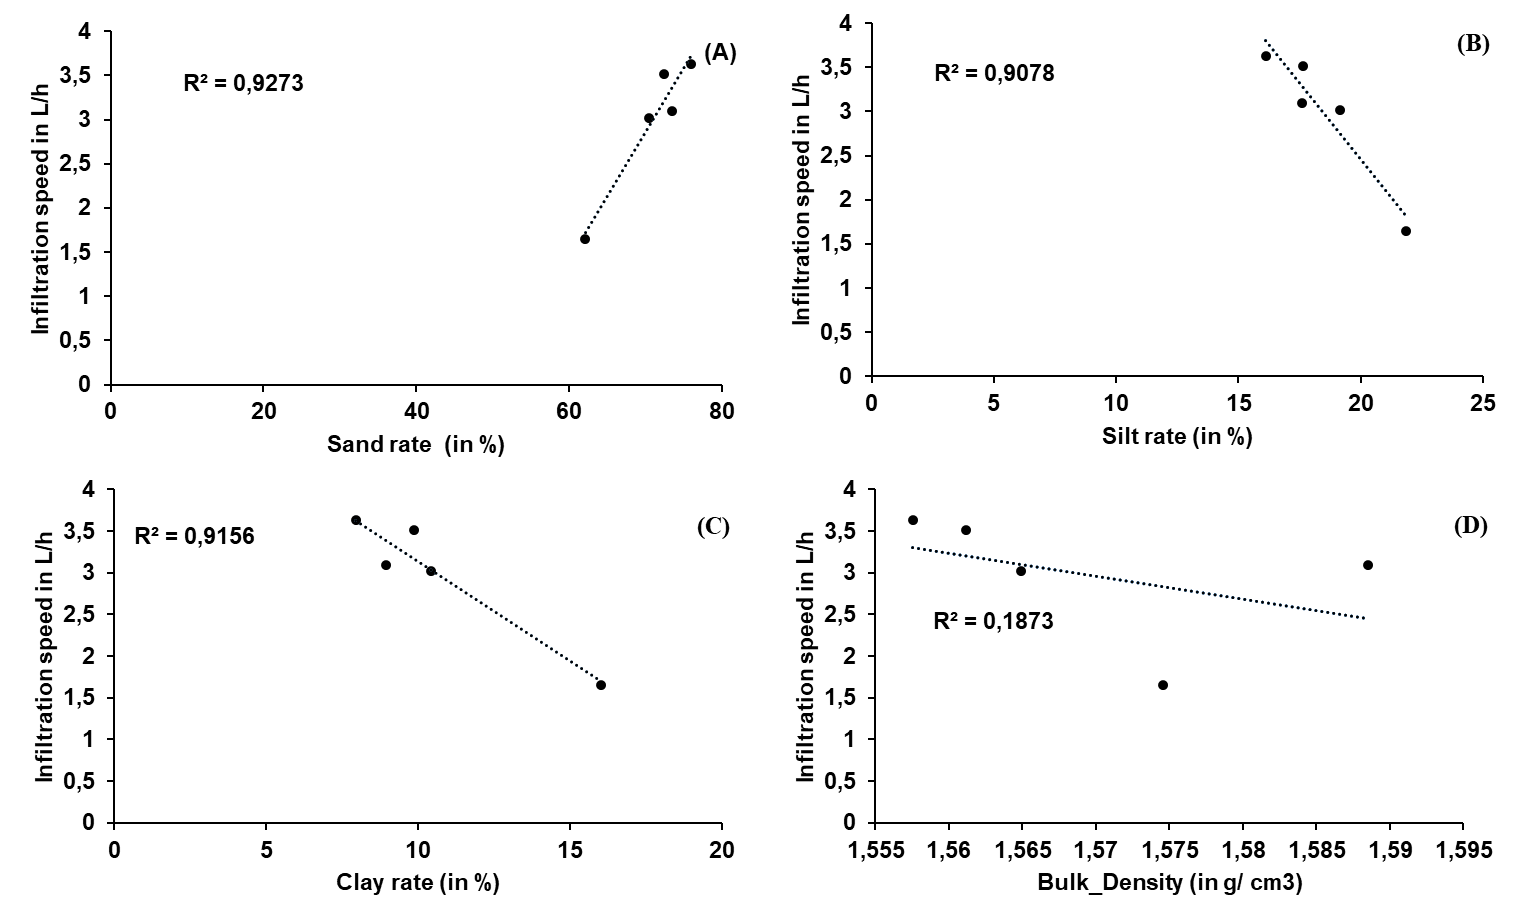 (A)
R² = 0,9273
Infiltration speed in L/h
4
3,5
3
2,5
2
1,5
1
0,5
0
0 20 40 60 80
Sand rate (in %)
(B)
R² = 0,9078
Infiltration speed in L/h
4
3,5
3
2,5
2
1,5
1
0,5
0
0 5 10 15 20 25
Silt rate (in %)
(C)
R² = 0,9156
Infiltration speed in L/h
4
3,5
3
2,5
2
1,5
1
0,5
0
0 5 10 15 20
Clay rate (in %)
(D)
R² = 0,1873
Infiltration speed in L/h
4
3,5
3
2,5
2
1,5
1
0,5
0
1,555 1,56 1,565 1,57 1,575 1,58 1,585 1,59 1,595
Bulk_Density (in g/ cm3)